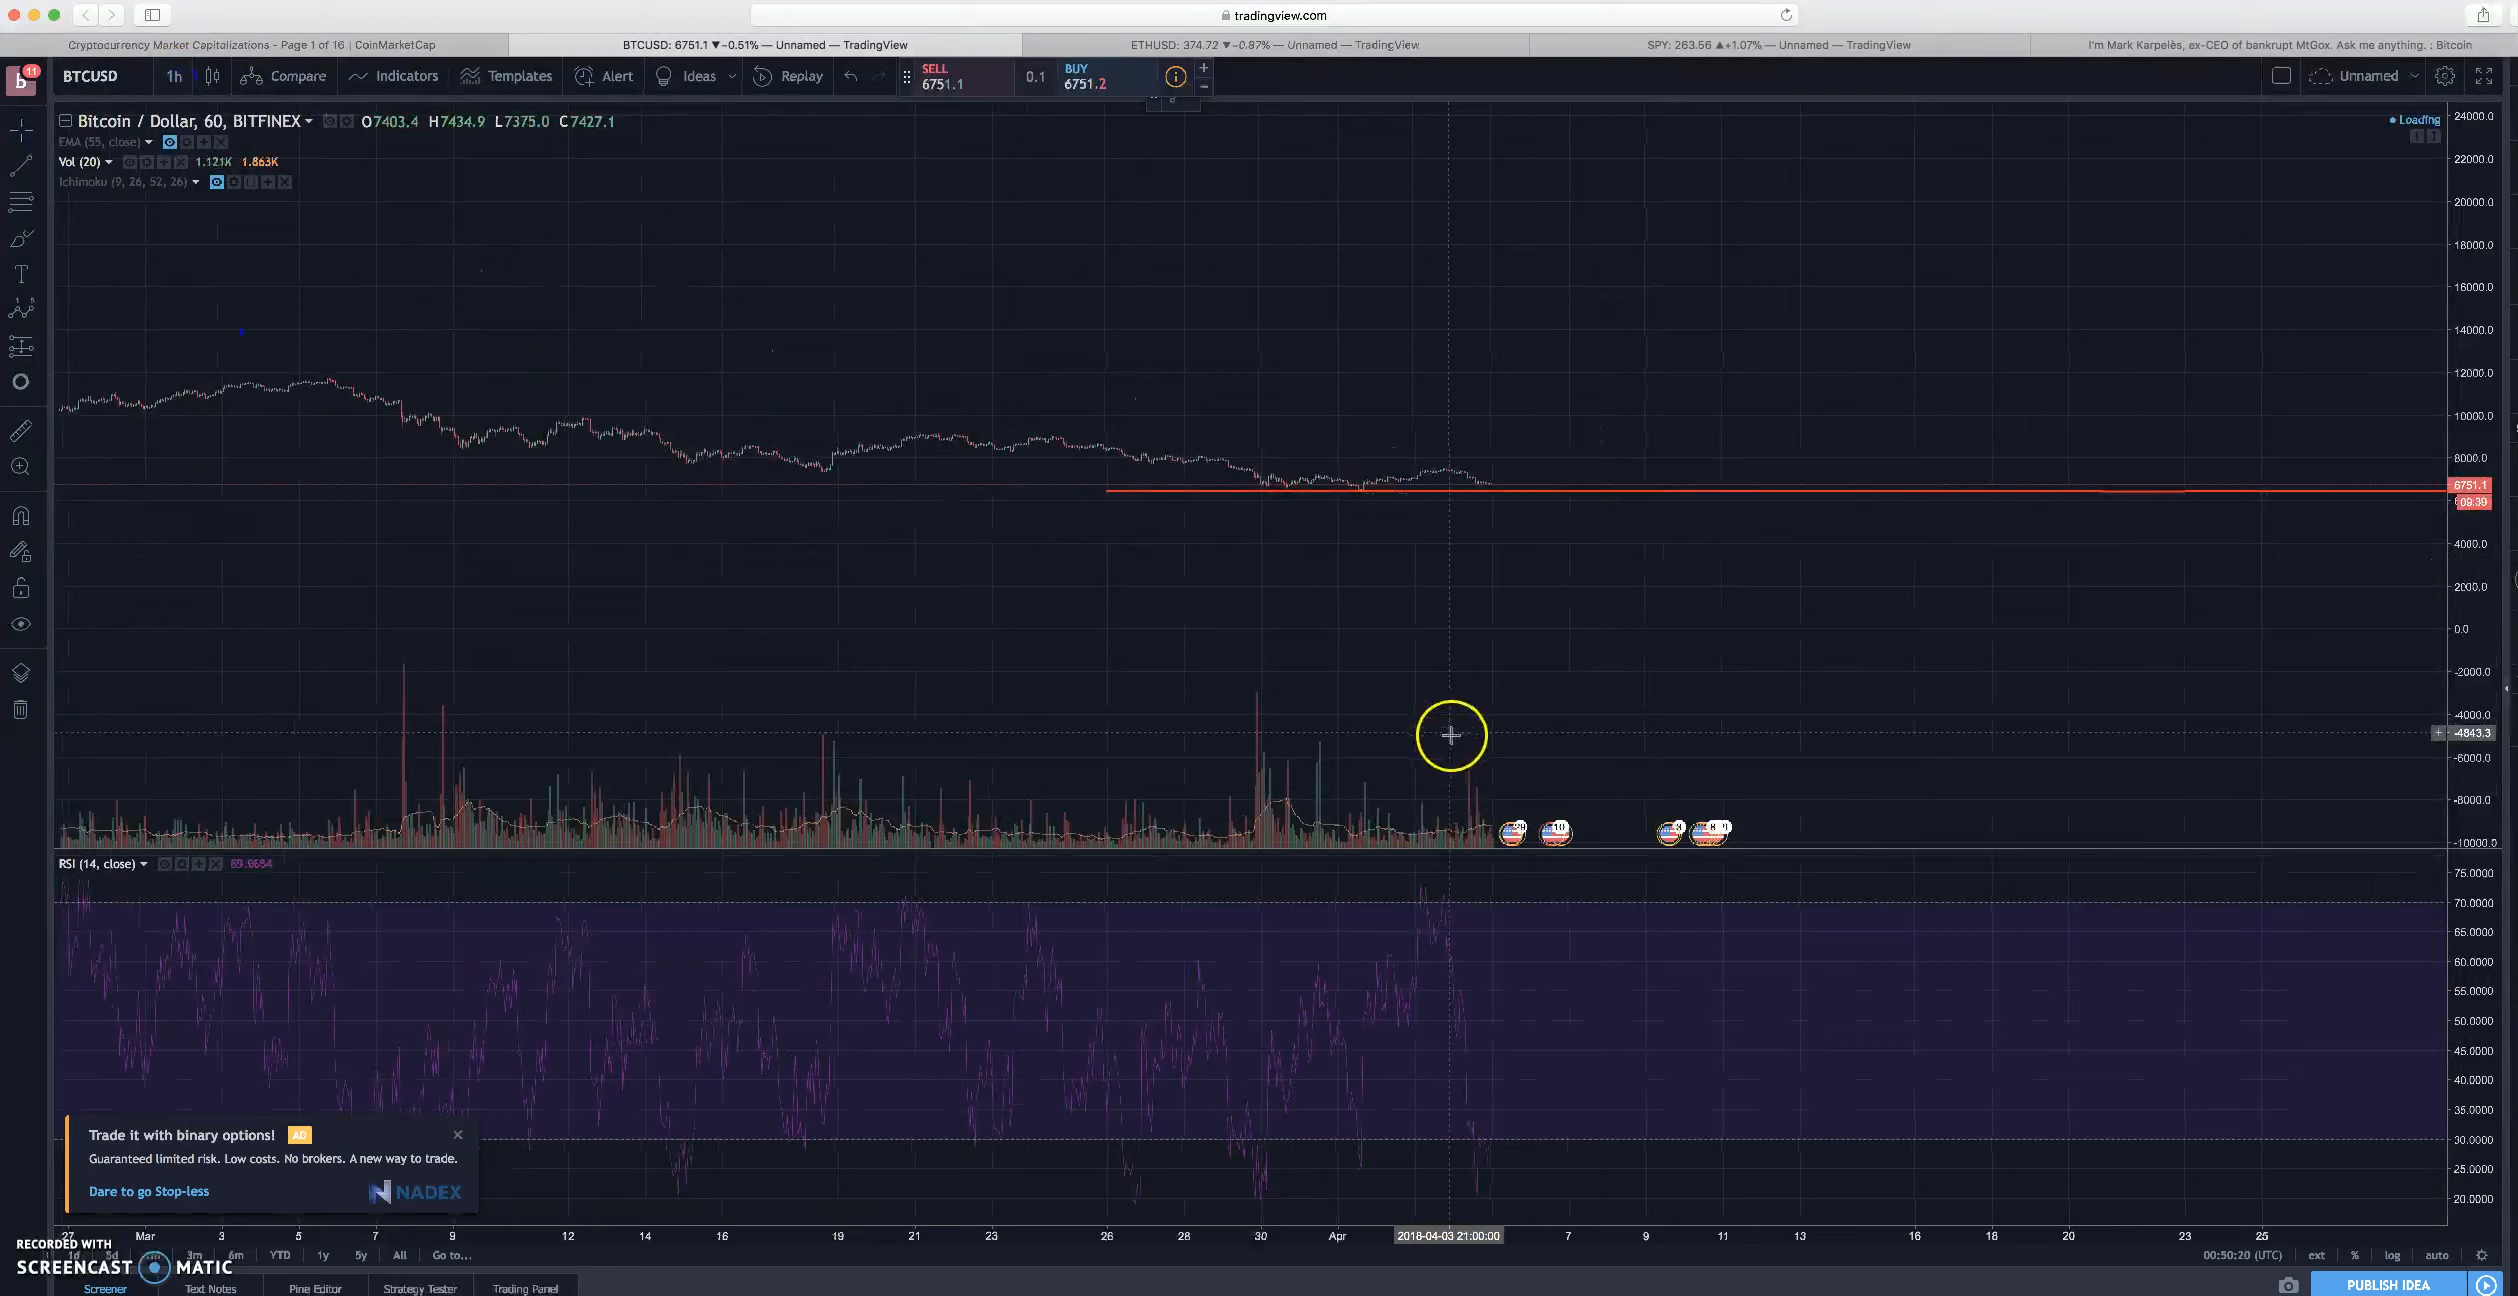 tradingview.com
Cryptocurrency Market Capitalizations - Page 1 of 16 | CoinMarketCap
BTCUSD: 6751.1 ▼−0.51% — Unnamed — TradingView
ETHUSD: 374.72 ▼−0.87% — Unnamed — TradingView
SPY: 263.56 ▲+1.07% — Unnamed — TradingView
I'm Mark Karpelès, ex-CEO of bankrupt MtGox. Ask me anything. : Bitcoin
B 11
BTCUSD 1h Compare Indicators Templates Alert Ideas Replay
SELL 6751.1 0.1 BUY 6751.2
Unnamed
Bitcoin / Dollar, 60, BITFINEX O7403.4 H7434.9 L7375.0 C7427.1
Loading
EMA (55, close)
Vol (20) 1.121K 1.863K
Ichimoku (9, 26, 52, 26)
24000.0
22000.0
20000.0
18000.0
16000.0
14000.0
12000.0
10000.0
8000.0
6751.1
09:39
4000.0
2000.0
0.0
-2000.0
-4000.0
-4843.3
-6000.0
-8000.0
-10000.0
RSI (14, close)
75.0000
70.0000
65.0000
60.0000
55.0000
50.0000
45.0000
40.0000
35.0000
30.0000
25.0000
20.0000
Trade it with binary options! AD
Guaranteed limited risk. Low costs. No brokers. A new way to trade.
Dare to go Stop-less NADEX
27 Mar 3 5 7 9 12 14 16 19 21 23 26 28 30 Apr 2018-04-03 21:00:00 7 9 11 13 16 18 20 23 25
RECORDED WITH
SCREENCAST MATIC
1d 5d 3m 6m YTD 1y 5y All Go to...
00:50:20 (UTC) ext % log auto
Screener Text Notes Pine Editor Strategy Tester Trading Panel
PUBLISH IDEA